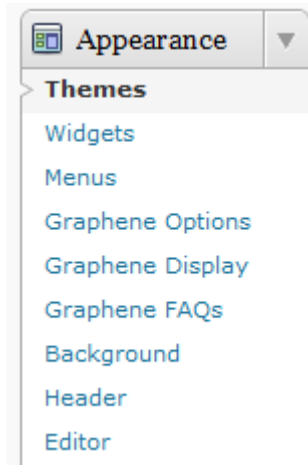 Appearance
Themes
Widgets
Menus
Graphene Options
Graphene Display
Graphene FAQs
Background
Header
Editor